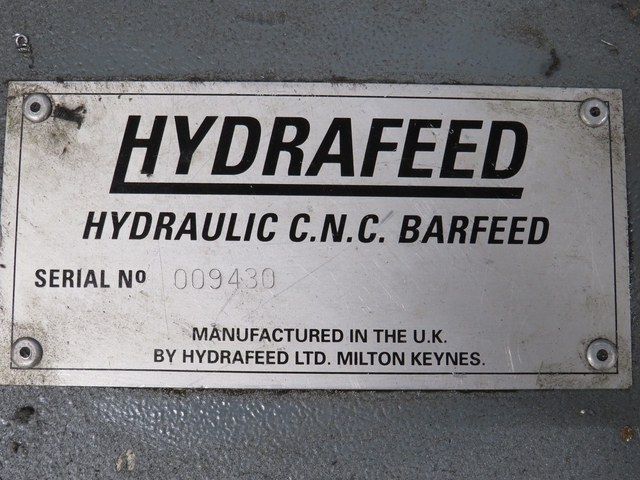 HYDRAFEED
HYDRAULIC C.N.C. BARFEED
SERIAL Nº 009430
MANUFACTURED IN THE U.K.
BY HYDRAFEED LTD. MILTON KEYNES.